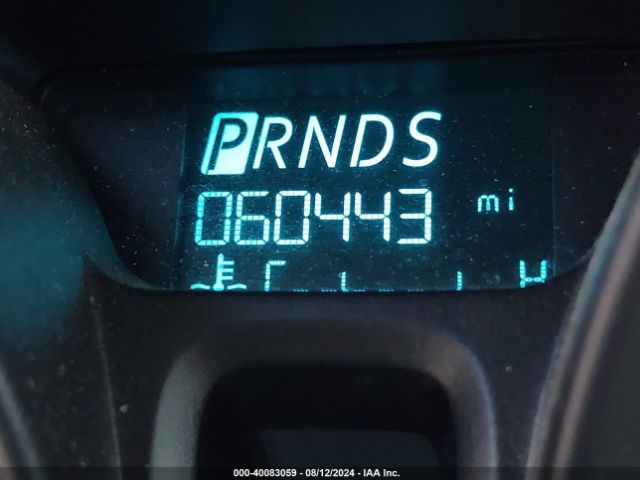 PRNDS
060443 mi
C H
000-40083059 - 08/12/2024 - IAA Inc.